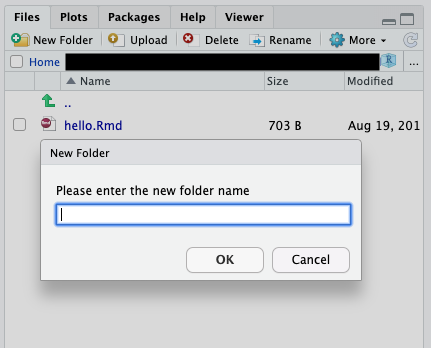 Files Plots Packages Help Viewer
New Folder Upload Delete Rename More
Home R ...
Name Size Modified
..
hello.Rmd 703 B Aug 19, 201
New Folder
Please enter the new folder name
OK Cancel